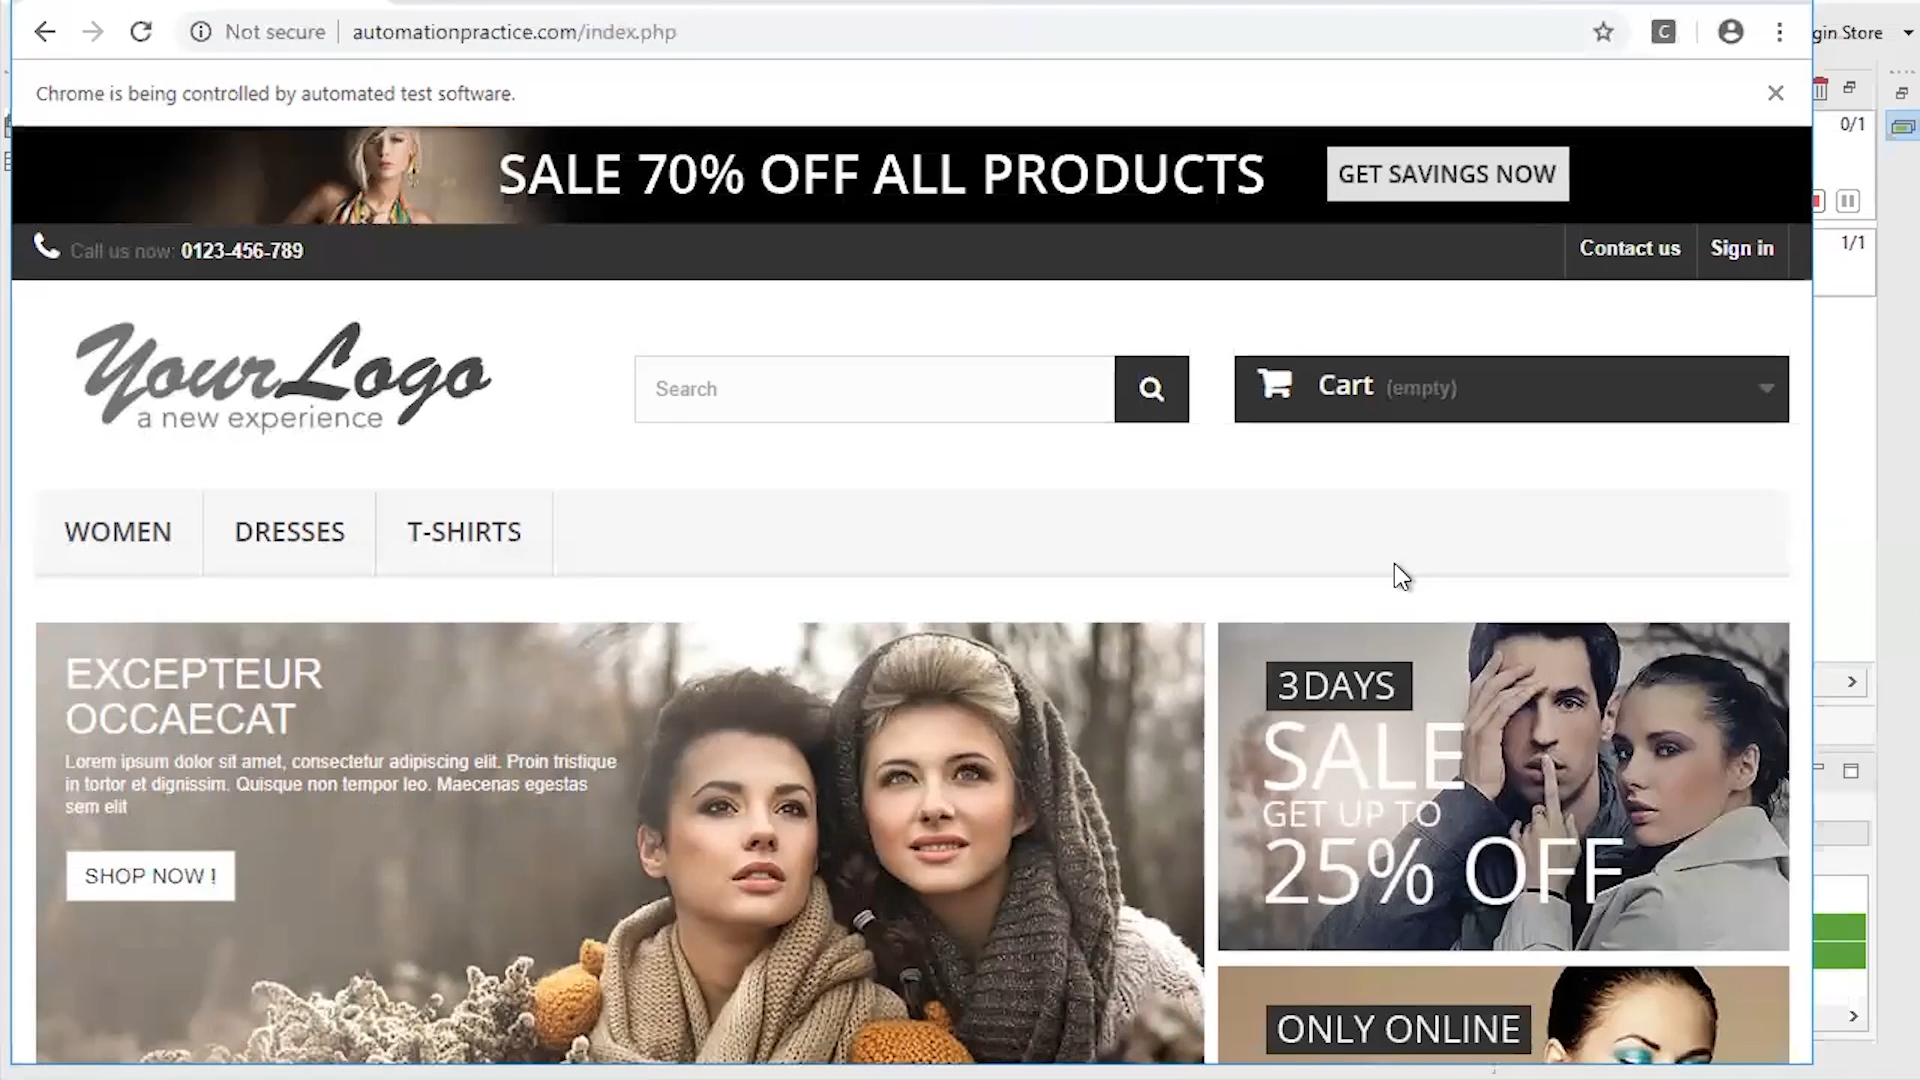 Not secure
automationpractice.com/index.php
gin Store
Chrome is being controlled by automated test software.
0/1
SALE 70% OFF ALL PRODUCTS
GET SAVINGS NOW
Call us now: 0123-456-789
Contact us
Sign in
1/1
YourLogo
a new experience
Search
Cart (empty)
WOMEN
DRESSES
T-SHIRTS
EXCEPTEUR
OCCAECAT
Lorem ipsum dolor sit amet, consectetur adipiscing elit. Proin tristique
in tortor et dignissim. Quisque non tempor leo. Maecenas egestas
sem elit
SHOP NOW !
3 DAYS
SALE
GET UP TO
25% OFF
ONLY ONLINE